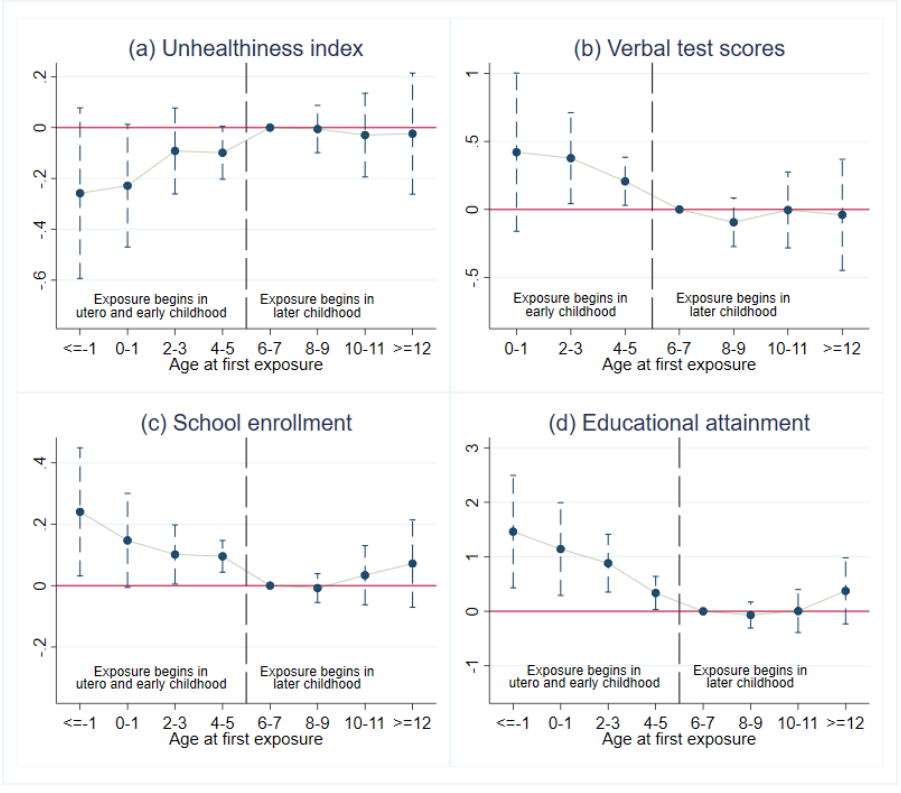 (a) Unhealthiness index
.2
0
-.2
-.4
-.6
Exposure begins in
utero and early childhood
Exposure begins in
later childhood
<=-1 0-1 2-3 4-5 6-7 8-9 10-11 >=12
Age at first exposure
(b) Verbal test scores
1
.5
0
-.5
Exposure begins in
early childhood
Exposure begins in
later childhood
0-1 2-3 4-5 6-7 8-9 10-11 >=12
Age at first exposure
(c) School enrollment
.4
.2
0
-.2
Exposure begins in
utero and early childhood
Exposure begins in
later childhood
<=-1 0-1 2-3 4-5 6-7 8-9 10-11 >=12
Age at first exposure
(d) Educational attainment
3
2
1
0
-1
Exposure begins in
utero and early childhood
Exposure begins in
later childhood
<=-1 0-1 2-3 4-5 6-7 8-9 10-11 >=12
Age at first exposure